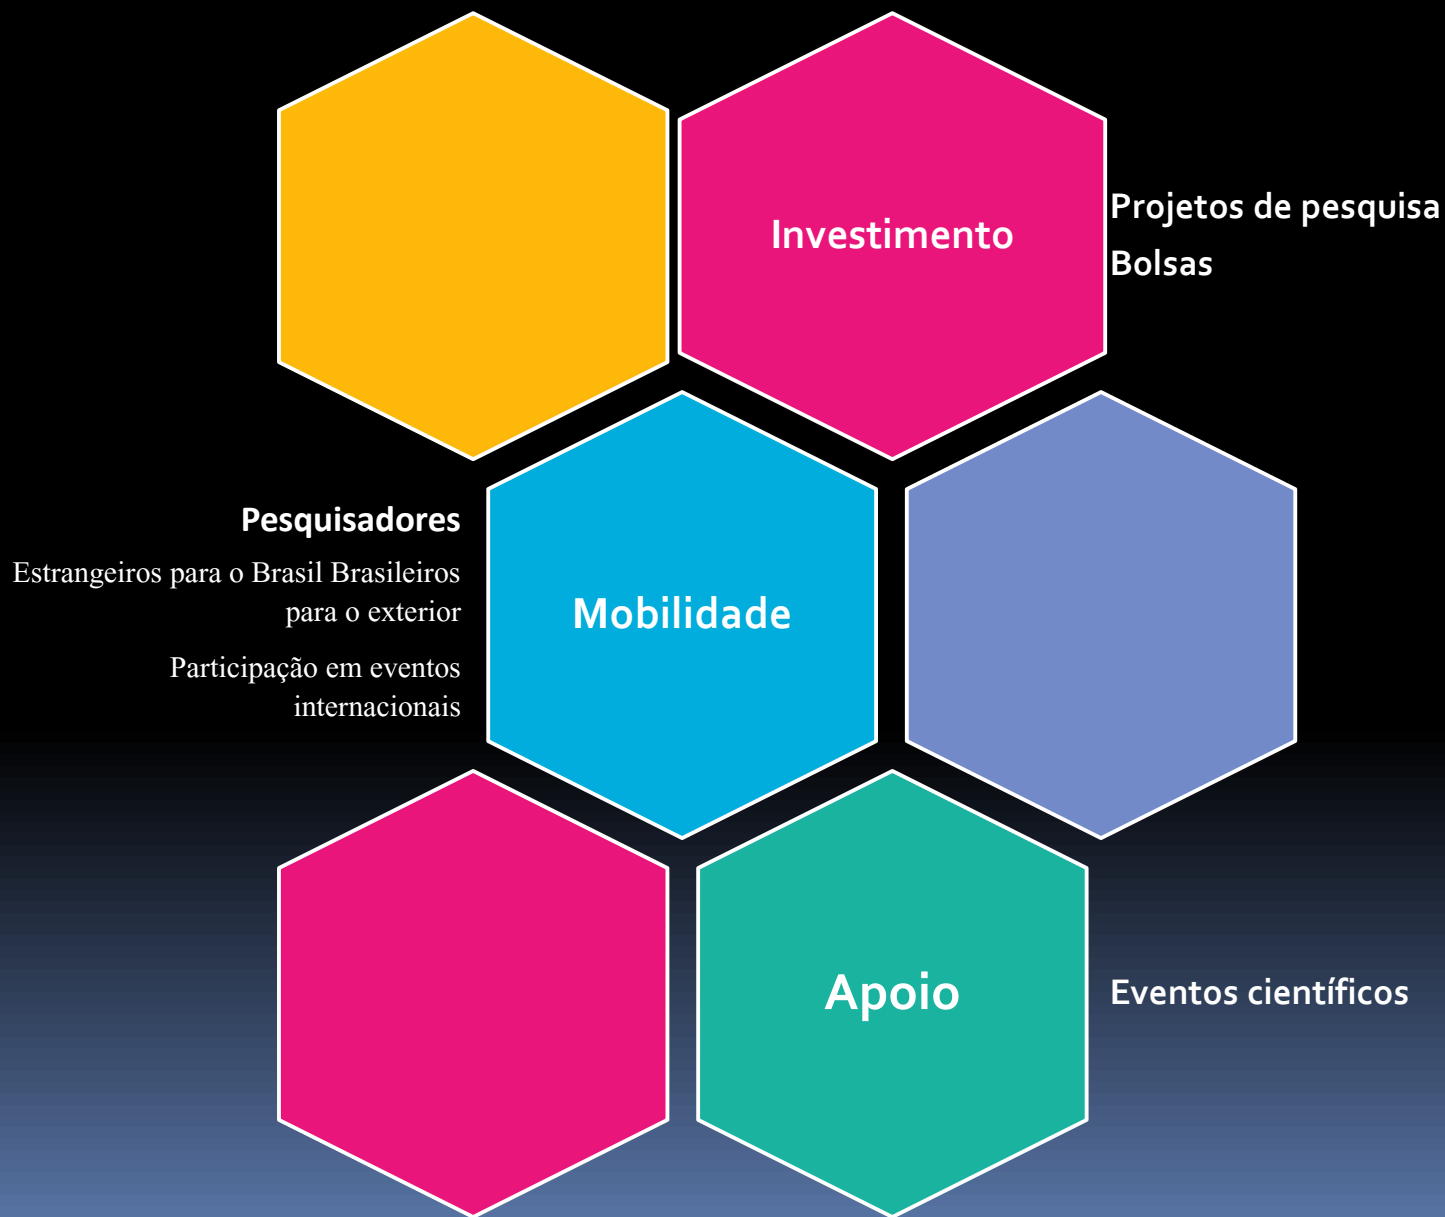 Investimento
Projetos de pesquisa
Bolsas
Pesquisadores
Estrangeiros para o Brasil Brasileiros
para o exterior
Participação em eventos
internacionais
Mobilidade
Apoio
Eventos científicos